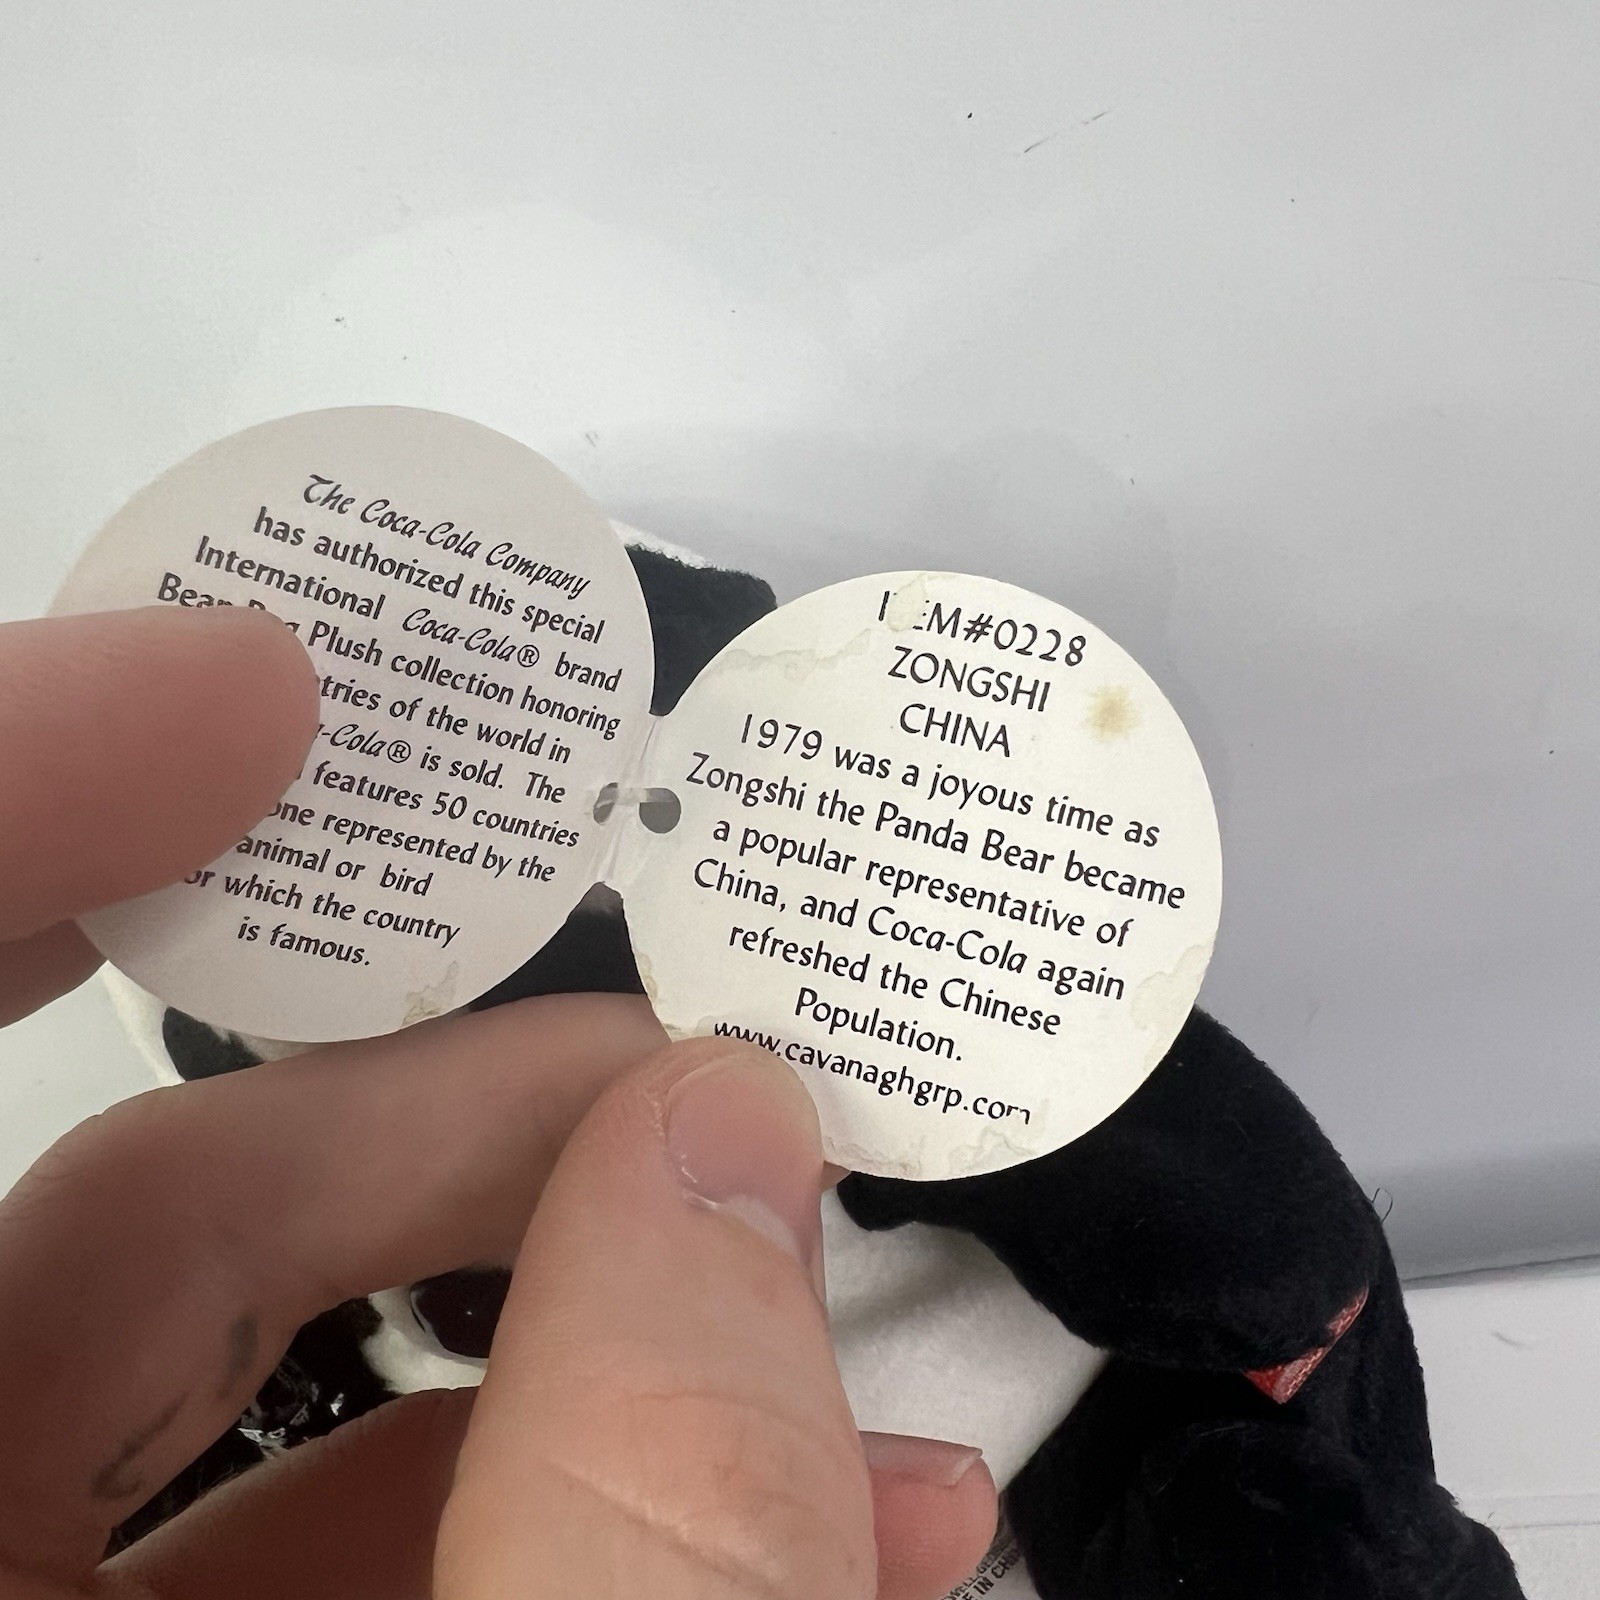 The Coca-Cola Company
has authorized this special
International Coca-Cola® brand
Plush collection honoring
of the world in
-Cola® is sold. The
features 50 countries
one represented by the
animal or bird
which the country
is famous.
ITEM#0228
ZONGSHI
CHINA
1979 was a joyous time as
Zongshi the Panda Bear became
a popular representative of
China, and Coca-Cola again
refreshed the Chinese
Population.
www.cavanaghgrp.com